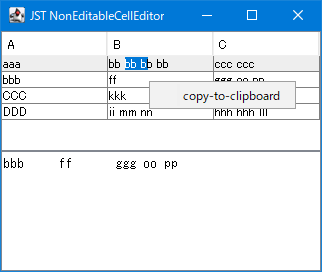 JST NonEditableCellEditor
A B C
aaa bb bb bb bb ccc ccc
bbb ff ggg oo pp
CCC kkk
copy-to-clipboard
DDD ii mm nn hhh hhh lll
bbb ff ggg oo pp